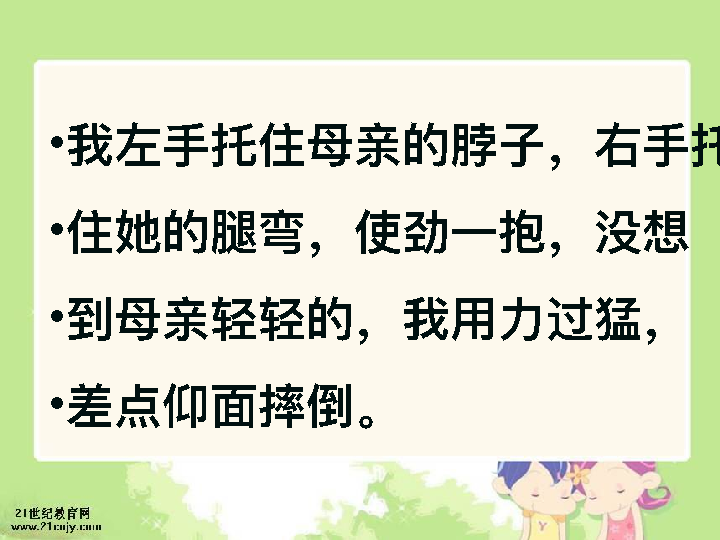 •我左手托住母亲的脖子，右手托
•住她的腿弯，使劲一抱，没想
•到母亲轻轻的，我用力过猛，
•差点仰面摔倒。
21世纪教育网
www.21cnjy.com